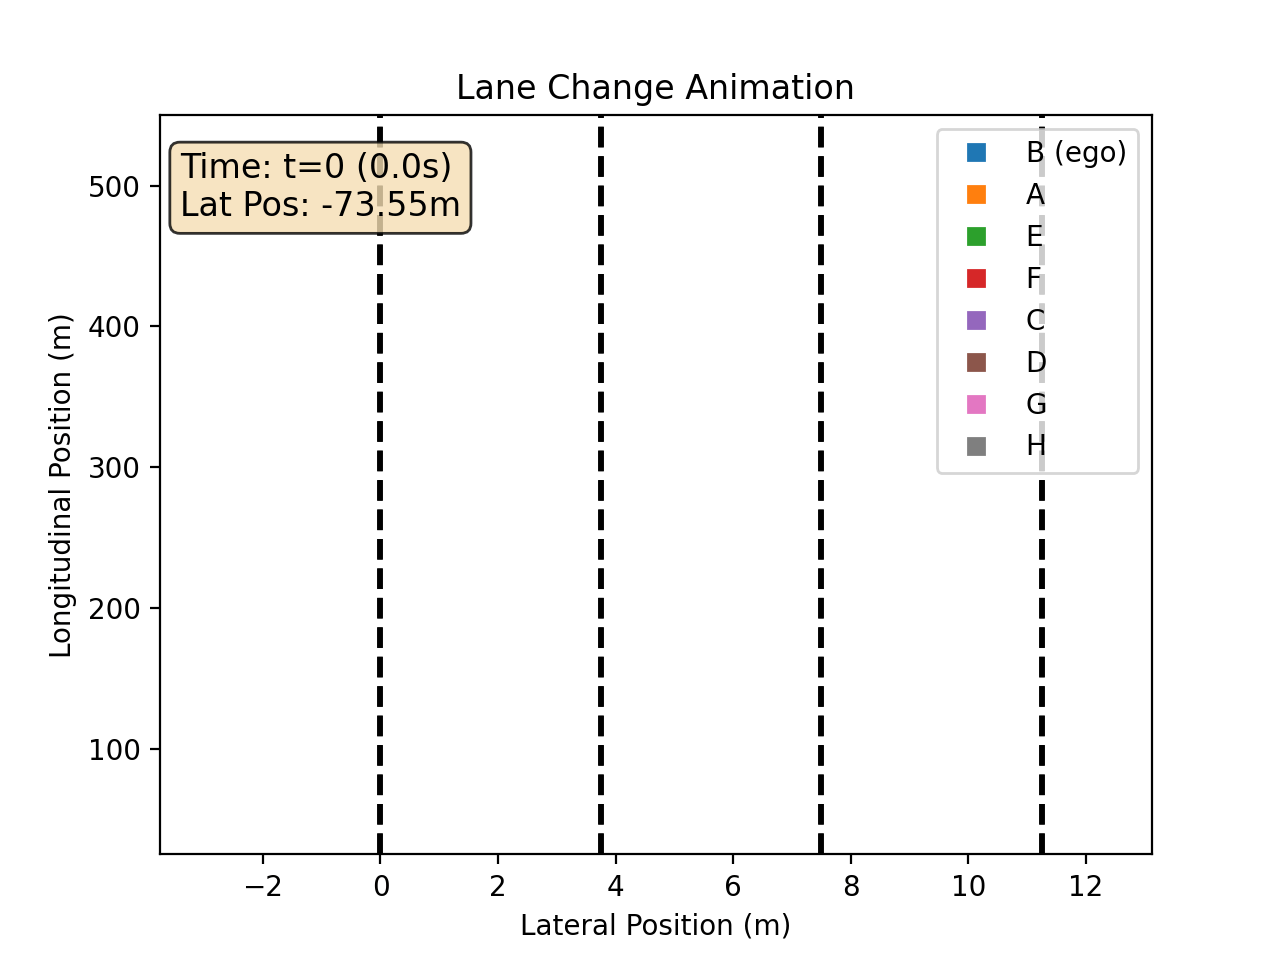 Lane Change Animation
Time: t=0 (0.0s)
Lat Pos: -73.55m
B (ego)
A
E
F
C
D
G
H
500
400
300
200
100
Longitudinal Position (m)
−2
0
2
4
6
8
10
12
Lateral Position (m)